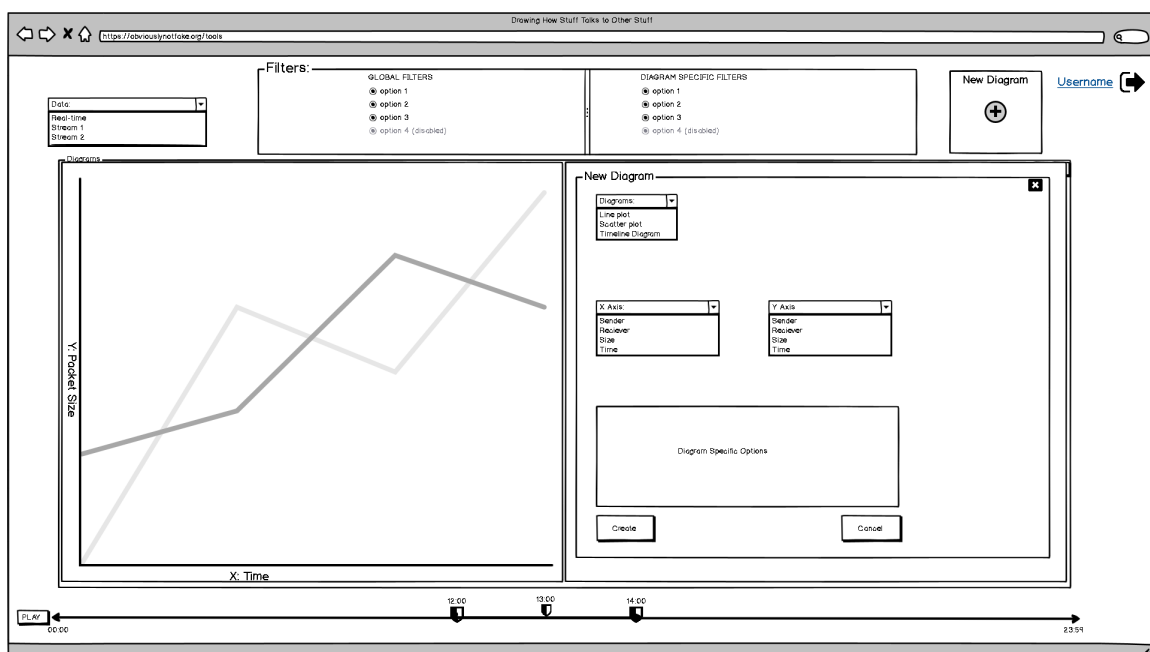 Drawing How Stuff Talks to Other Stuff
https://obviouslynotfake.org/tools
Filters:
GLOBAL FILTERS
option 1
option 2
option 3
option 4 (disabled)
DIAGRAM SPECIFIC FILTERS
option 1
option 2
option 3
option 4 (disabled)
New Diagram
Username
Data:
Real-time
Stream 1
Stream 2
Diagrams
Y: Packet Size
X: Time
New Diagram
Diagrams:
Line plot
Scatter plot
Timeline Diagram
X Axis:
Sender
Reciever
Size
Time
Y Axis
Sender
Reciever
Size
Time
Diagram Specific Options
Create
Cancel
PLAY
00:00
12:00
13:00
14:00
23:59